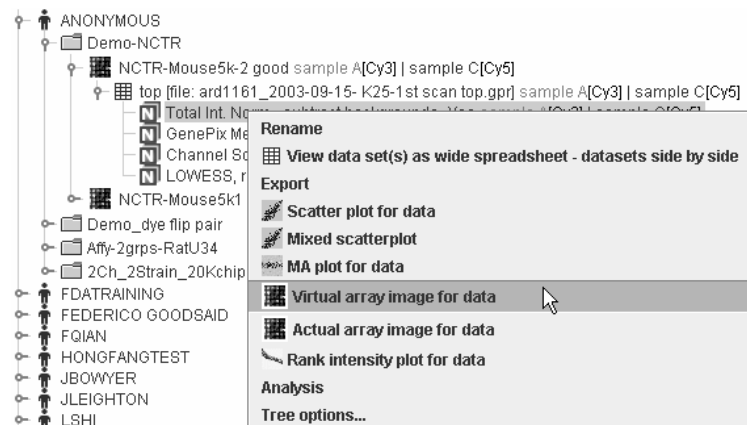 ANONYMOUS
Demo-NCTR
NCTR-Mouse5k-2 good sample A[Cy3] | sample C[Cy5]
top [file: ard1161_2003-09-15- K25-1st scan top.gpr] sample A[Cy3] | sample C[Cy5]
Total Int.
GenePix Me
Channel Sc
LOWESS, r
NCTR-Mouse5k1
Demo_dye flip pair
Affy-2grps-RatU34
2Ch_2Strain_20Kchip
FDATRAINING
FEDERICO GOODSAID
FQIAN
HONGFANGTEST
JBOWYER
JLEIGHTON
LSHI
Rename
View data set(s) as wide spreadsheet - datasets side by side
Export
Scatter plot for data
Mixed scatterplot
MA plot for data
Virtual array image for data
Actual array image for data
Rank intensity plot for data
Analysis
Tree options...